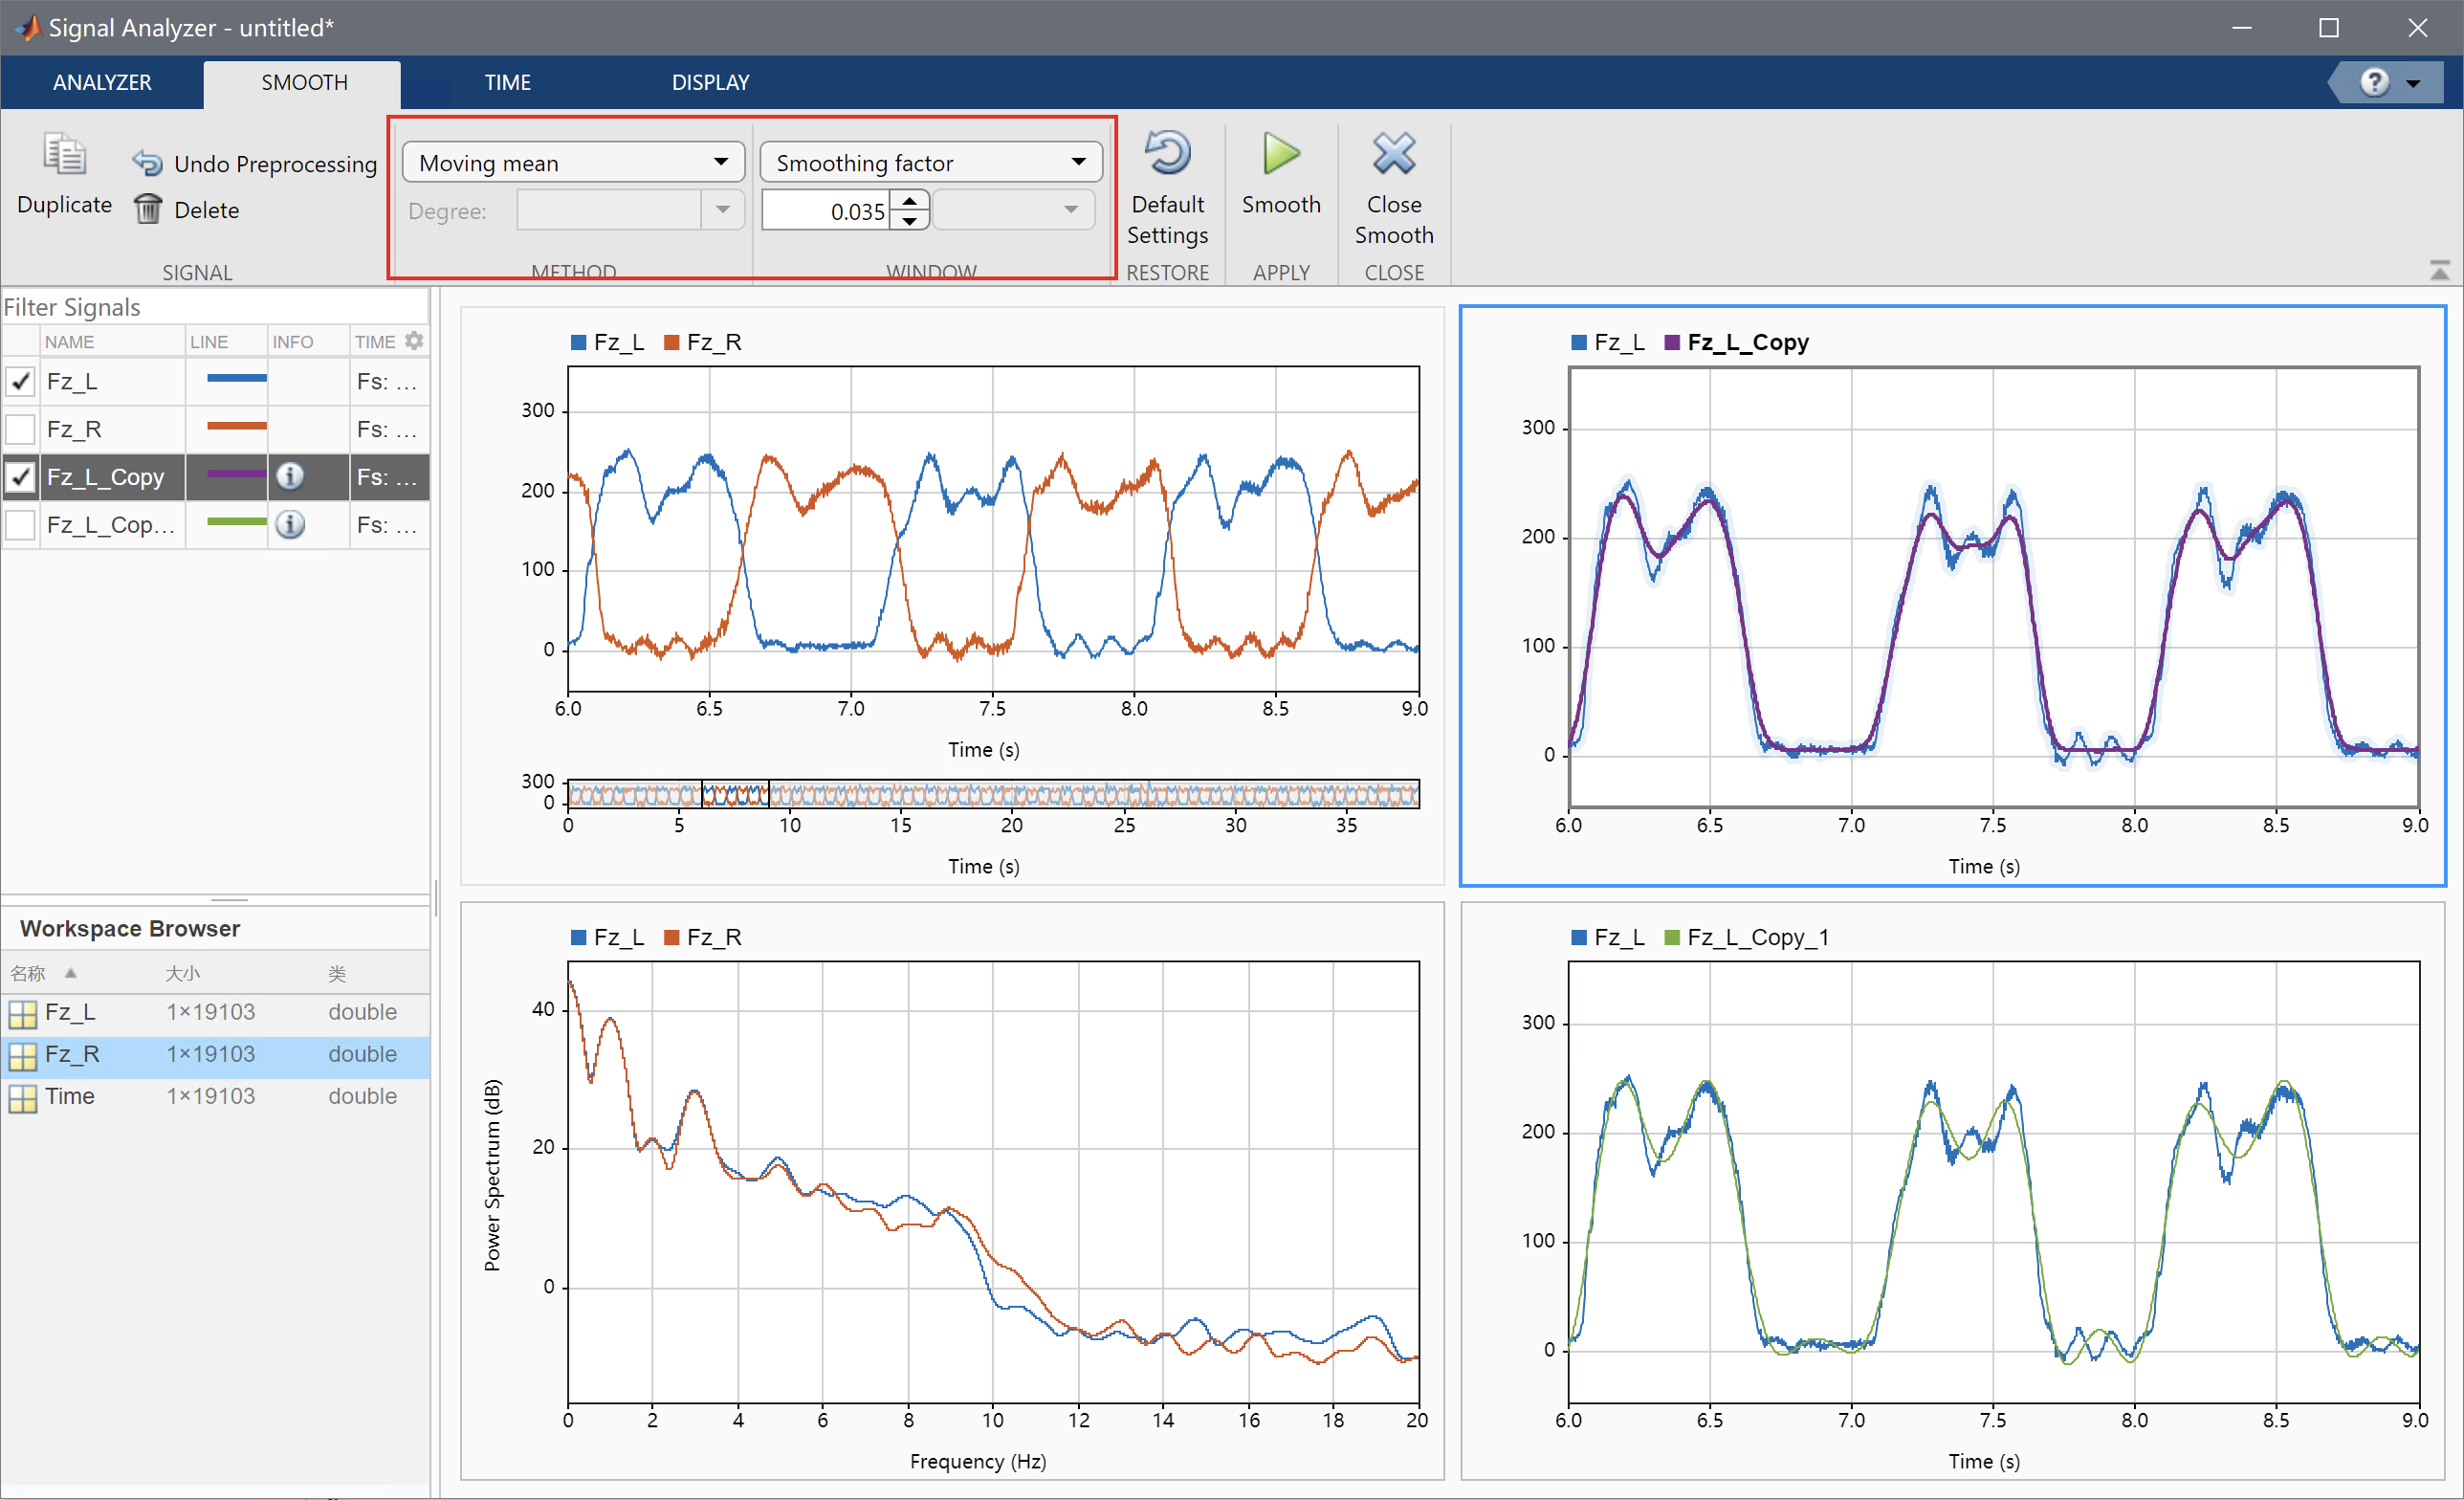 Signal Analyzer - untitled*
ANALYZER SMOOTH TIME DISPLAY
?
Duplicate
Undo Preprocessing
Delete
SIGNAL
Moving mean
Degree:
METHOD
Smoothing factor
0.035
WINDOW
Default Settings
RESTORE
Smooth
APPLY
Close Smooth
CLOSE
Filter Signals
NAME LINE INFO TIME
Fz_L Fs: ...
Fz_R Fs: ...
Fz_L_Copy i Fs: ...
Fz_L_Cop... i Fs: ...
Workspace Browser
名称 大小 类
Fz_L 1×19103 double
Fz_R 1×19103 double
Time 1×19103 double
Fz_L Fz_R
300
200
100
0
6.0 6.5 7.0 7.5 8.0 8.5 9.0
Time (s)
300
0
0 5 10 15 20 25 30 35
Time (s)
Fz_L Fz_L_Copy
300
200
100
0
6.0 6.5 7.0 7.5 8.0 8.5 9.0
Time (s)
Fz_L Fz_R
Power Spectrum (dB)
40
20
0
0 2 4 6 8 10 12 14 16 18 20
Frequency (Hz)
Fz_L Fz_L_Copy_1
300
200
100
0
6.0 6.5 7.0 7.5 8.0 8.5 9.0
Time (s)